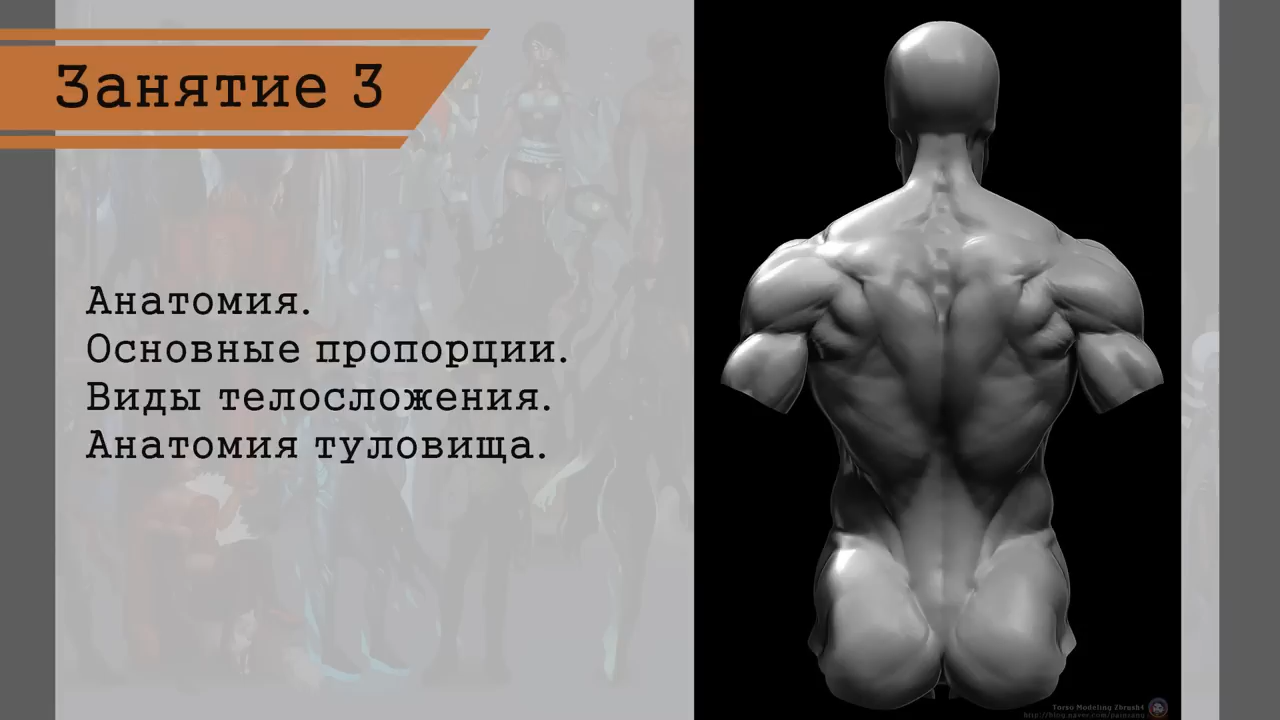 Занятие 3
Анатомия.
Основные пропорции.
Виды телосложения.
Анатомия туловища.
Torso Modeling Zbrush4